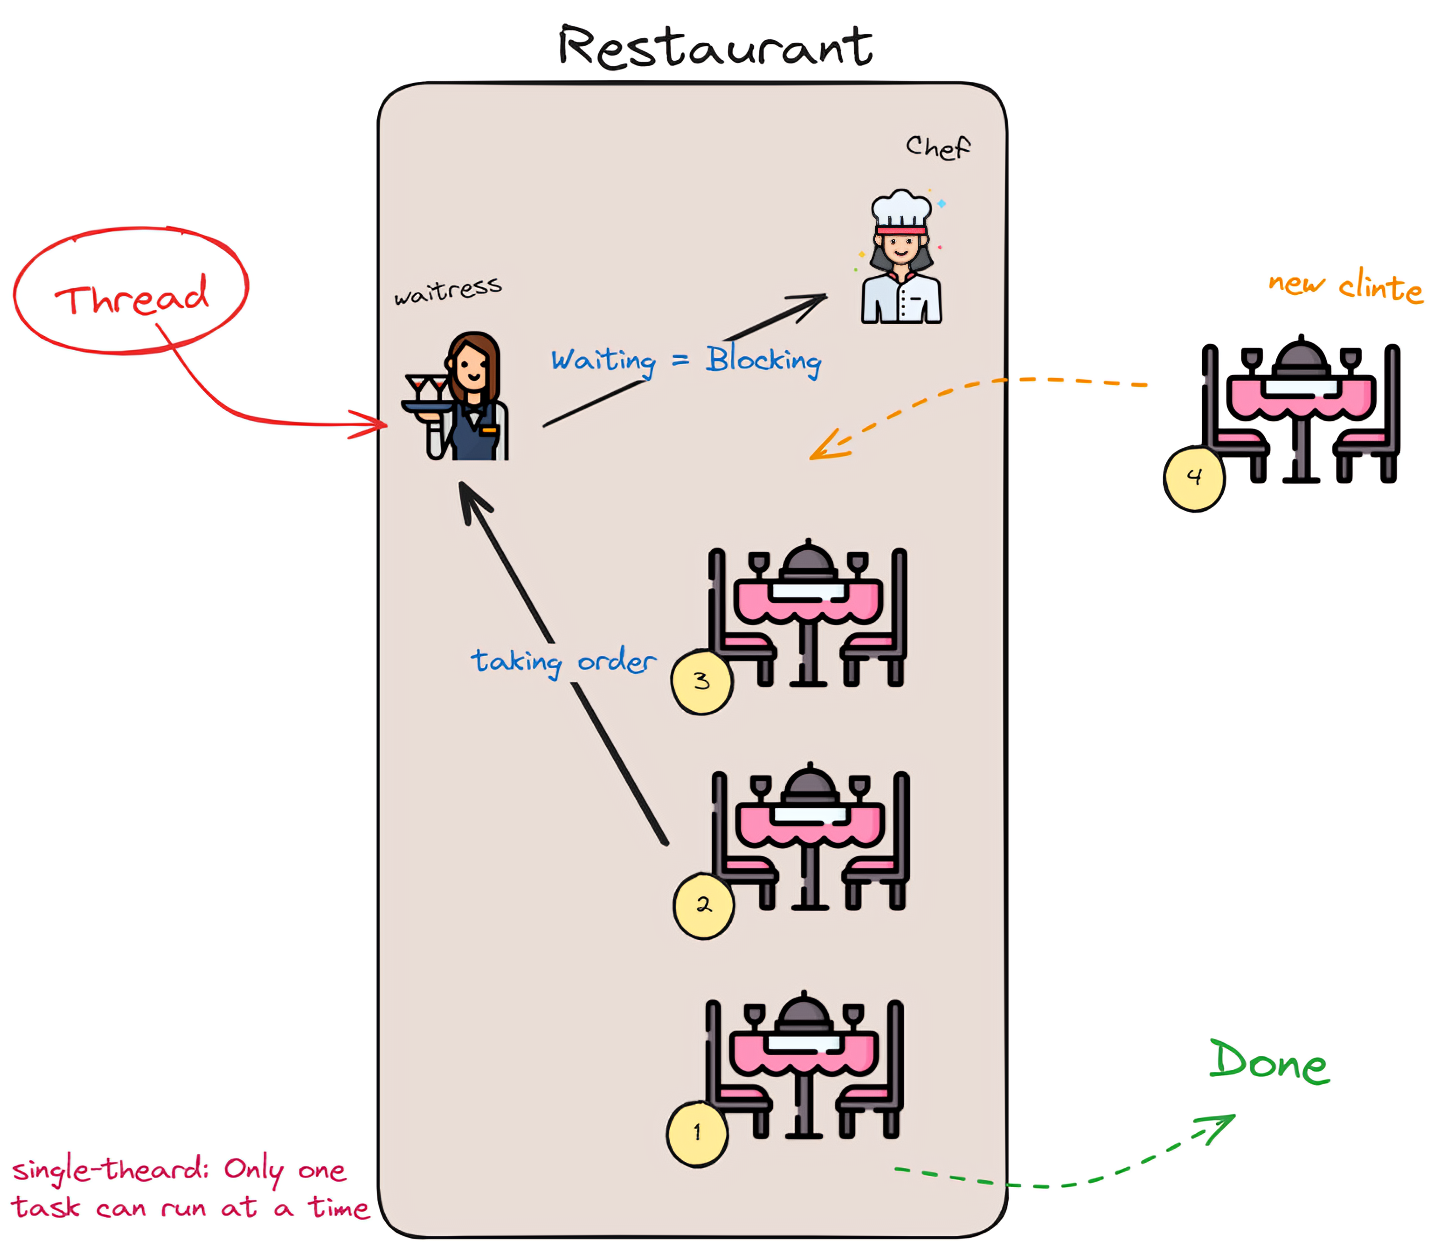 Restaurant
Chef
Thread
waitress
new clinte
Waiting = Blocking
4
taking order
3
2
Done
1
single-theard: Only one
task can run at a time